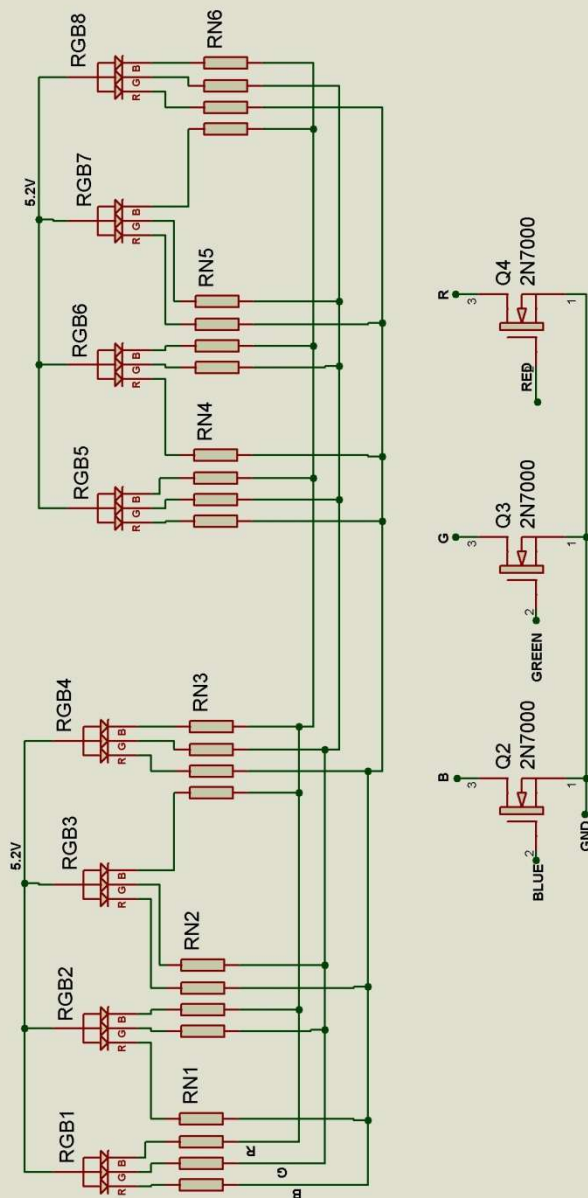 5.2V 5.2V
RGB1 RGB2 RGB3 RGB4 RGB5 RGB6 RGB7 RGB8
R G B R G B R G B R G B R G B R G B R G B R G B
RN1 RN2 RN3 RN4 RN5 RN6
R
G
B
B G R
3 3 3
Q2 Q3 Q4
2N7000 2N7000 2N7000
2 2 2
BLUE GREEN RED
1 1 1
GND